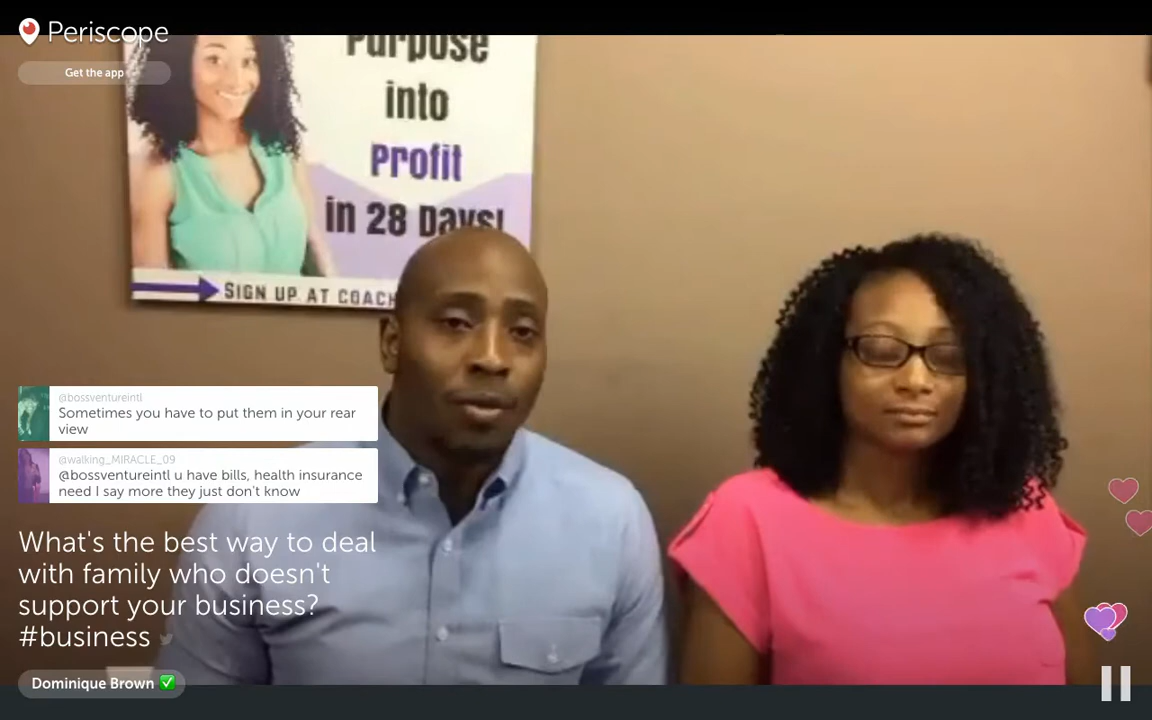 Periscope
Get the app
Purpose
into
Profit
in 28 Days!
SIGN UP AT COACH
@bossventureintl
Sometimes you have to put them in your rear
view
@walking_MIRACLE_09
@bossventureintl u have bills, health insurance
need I say more they just don't know
What's the best way to deal
with family who doesn't
support your business?
#business
Dominique Brown ✅